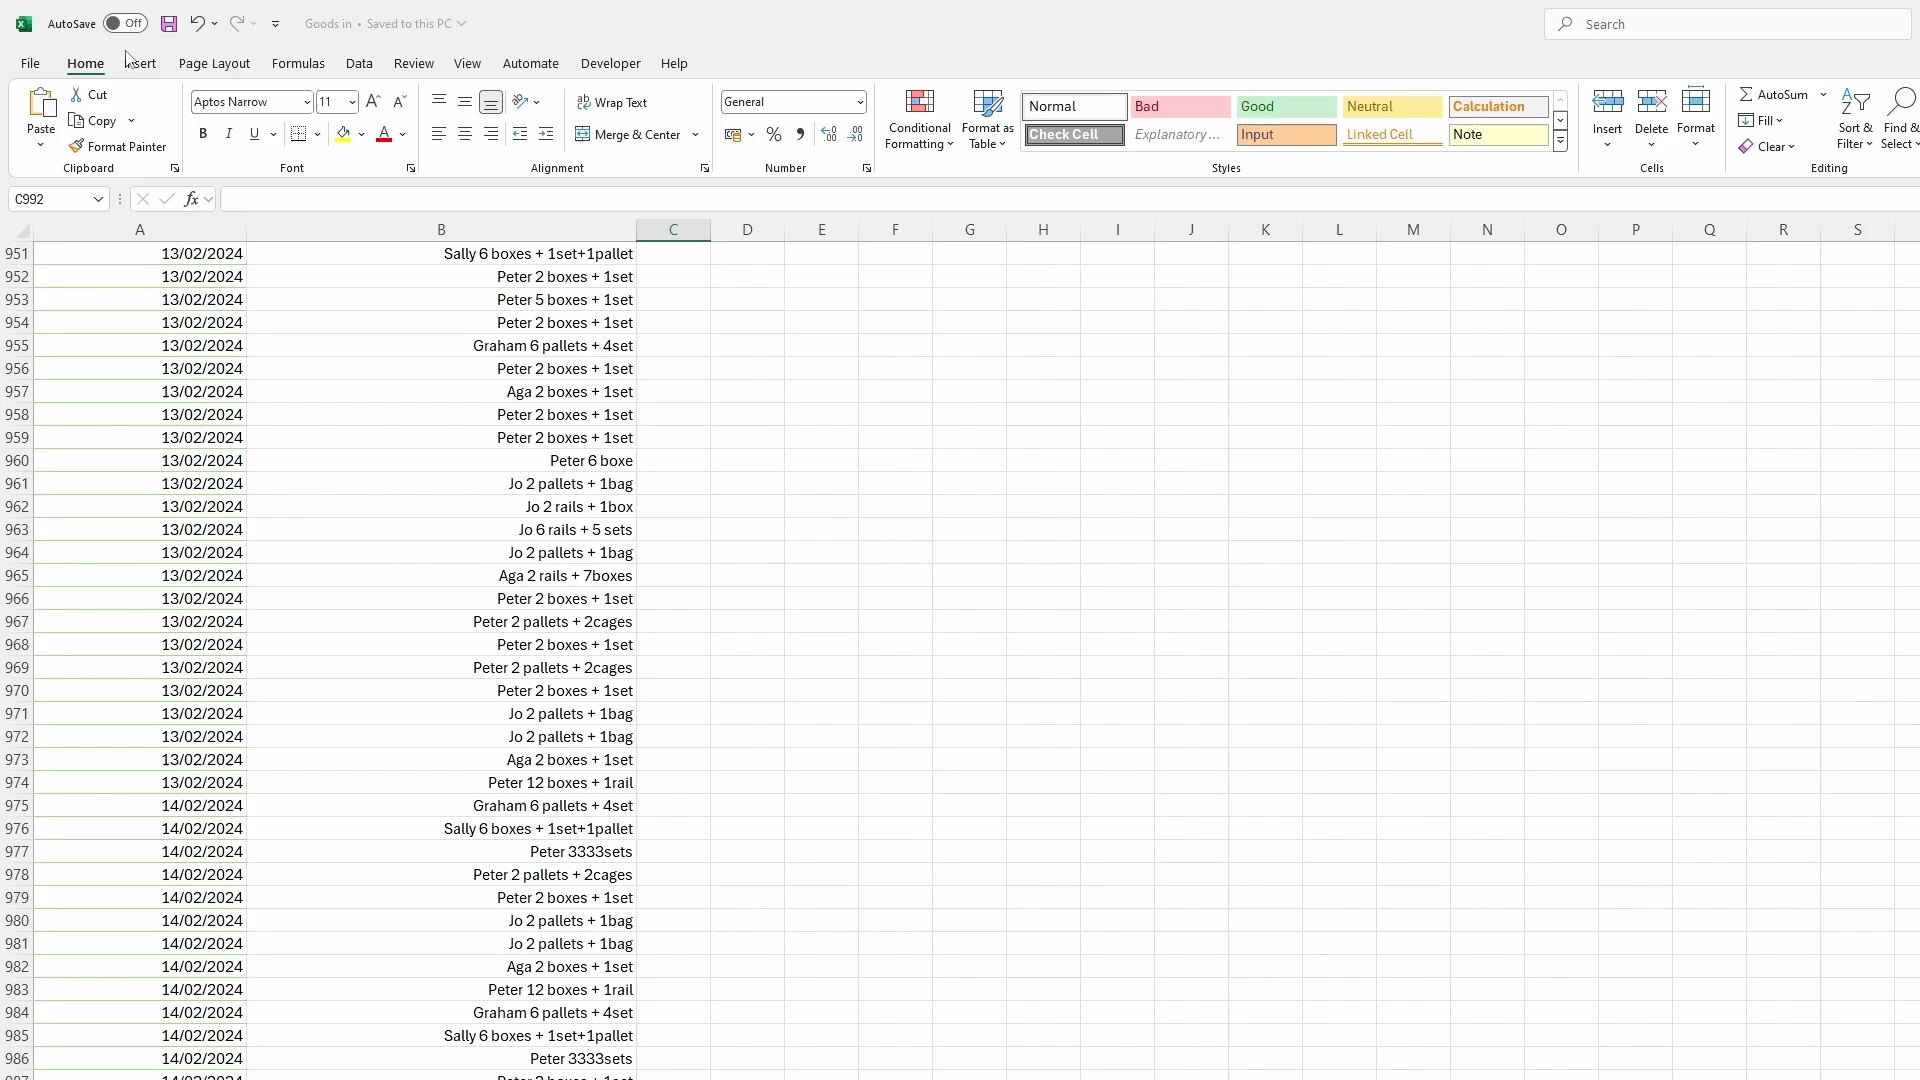 AutoSave Off Goods in • Saved to this PC Search
File Home Insert Page Layout Formulas Data Review View Automate Developer Help
Paste Cut Copy Format Painter Clipboard
Aptos Narrow 11 A A B I U A Font
Wrap Text Merge & Center Alignment
General % Number
Conditional Formatting Format as Table
Normal Bad Good Neutral Calculation
Check Cell Explanatory ... Input Linked Cell Note
Styles
Insert Delete Format Cells
AutoSum Fill Clear Sort & Filter Find & Select Editing
C992 fx
A B C D E F G H I J K L M N O P Q R S
951 13/02/2024 Sally 6 boxes + 1set+1pallet
952 13/02/2024 Peter 2 boxes + 1set
953 13/02/2024 Peter 5 boxes + 1set
954 13/02/2024 Peter 2 boxes + 1set
955 13/02/2024 Graham 6 pallets + 4set
956 13/02/2024 Peter 2 boxes + 1set
957 13/02/2024 Aga 2 boxes + 1set
958 13/02/2024 Peter 2 boxes + 1set
959 13/02/2024 Peter 2 boxes + 1set
960 13/02/2024 Peter 6 boxe
961 13/02/2024 Jo 2 pallets + 1bag
962 13/02/2024 Jo 2 rails + 1box
963 13/02/2024 Jo 6 rails + 5 sets
964 13/02/2024 Jo 2 pallets + 1bag
965 13/02/2024 Aga 2 rails + 7boxes
966 13/02/2024 Peter 2 boxes + 1set
967 13/02/2024 Peter 2 pallets + 2cages
968 13/02/2024 Peter 2 boxes + 1set
969 13/02/2024 Peter 2 pallets + 2cages
970 13/02/2024 Peter 2 boxes + 1set
971 13/02/2024 Jo 2 pallets + 1bag
972 13/02/2024 Jo 2 pallets + 1bag
973 13/02/2024 Aga 2 boxes + 1set
974 13/02/2024 Peter 12 boxes + 1rail
975 14/02/2024 Graham 6 pallets + 4set
976 14/02/2024 Sally 6 boxes + 1set+1pallet
977 14/02/2024 Peter 3333sets
978 14/02/2024 Peter 2 pallets + 2cages
979 14/02/2024 Peter 2 boxes + 1set
980 14/02/2024 Jo 2 pallets + 1bag
981 14/02/2024 Jo 2 pallets + 1bag
982 14/02/2024 Aga 2 boxes + 1set
983 14/02/2024 Peter 12 boxes + 1rail
984 14/02/2024 Graham 6 pallets + 4set
985 14/02/2024 Sally 6 boxes + 1set+1pallet
986 14/02/2024 Peter 3333sets